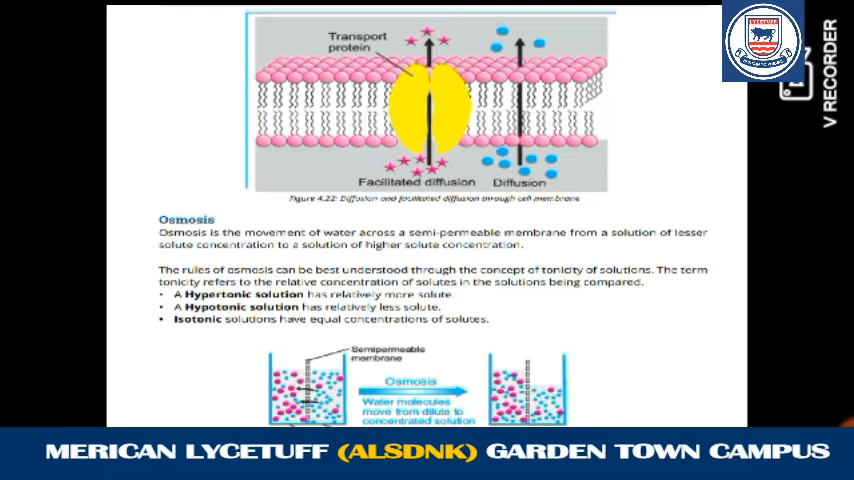 Transport
protein
Facilitated diffusion Diffusion
Figure 4.22: Diffusion and facilitated diffusion through cell membrane
Osmosis
Osmosis is the movement of water across a semi-permeable membrane from a solution of lesser
solute concentration to a solution of higher solute concentration.
The rules of osmosis can be best understood through the concept of tonicity of solutions. The term
tonicity refers to the relative concentration of solutes in the solutions being compared.
• A Hypertonic solution has relatively more solute.
• A Hypotonic solution has relatively less solute.
• Isotonic solutions have equal concentrations of solutes.
Semipermeable
membrane
Osmosis
Water molecules
move from dilute to
concentrated solution
LYCETUFF
V RECORDER
MERICAN LYCETUFF (ALSDNK) GARDEN TOWN CAMPUS